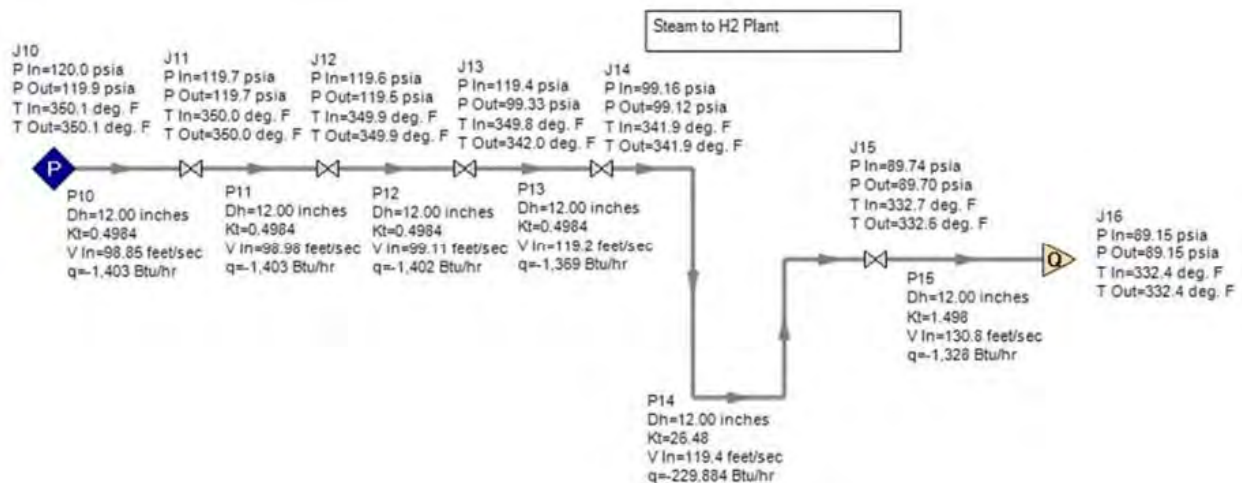 Steam to H2 Plant
J10
P In=120.0 psia
P Out=119.9 psia
T In=350.1 deg. F
T Out=350.1 deg. F
J11
P In=119.7 psia
P Out=119.7 psia
T In=350.0 deg. F
T Out=350.0 deg. F
J12
P In=119.6 psia
P Out=119.5 psia
T In=349.9 deg. F
T Out=349.9 deg. F
J13
P In=119.4 psia
P Out=99.33 psia
T In=349.8 deg. F
T Out=342.0 deg. F
J14
P In=99.16 psia
P Out=99.12 psia
T In=341.9 deg. F
T Out=341.9 deg. F
P
P10
Dh=12.00 inches
Kt=0.4984
V In=98.85 feet/sec
q=-1,403 Btu/hr
P11
Dh=12.00 inches
Kt=0.4984
V In=98.98 feet/sec
q=-1,403 Btu/hr
P12
Dh=12.00 inches
Kt=0.4984
V In=99.11 feet/sec
q=-1,402 Btu/hr
P13
Dh=12.00 inches
Kt=0.4984
V In=119.2 feet/sec
q=-1,369 Btu/hr
J15
P In=89.74 psia
P Out=89.70 psia
T In=332.7 deg. F
T Out=332.6 deg. F
Q
J16
P In=89.15 psia
P Out=89.15 psia
T In=332.4 deg. F
T Out=332.4 deg. F
P15
Dh=12.00 inches
Kt=1.498
V In=130.8 feet/sec
q=-1,328 Btu/hr
P14
Dh=12.00 inches
Kt=26.48
V In=119.4 feet/sec
q=-229,884 Btu/hr